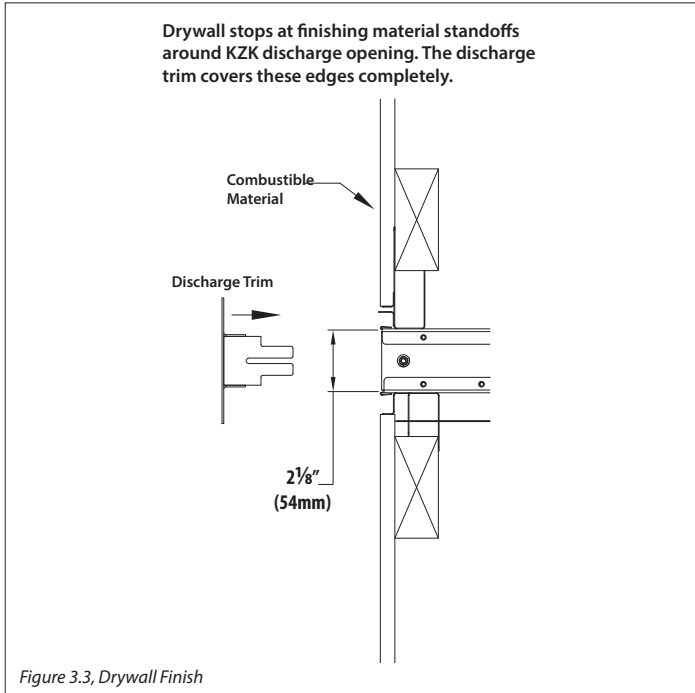 Drywall stops at finishing material standoffs
around KZK discharge opening. The discharge
trim covers these edges completely.
Combustible
Material
Discharge Trim
2⅛"
(54mm)
Figure 3.3, Drywall Finish